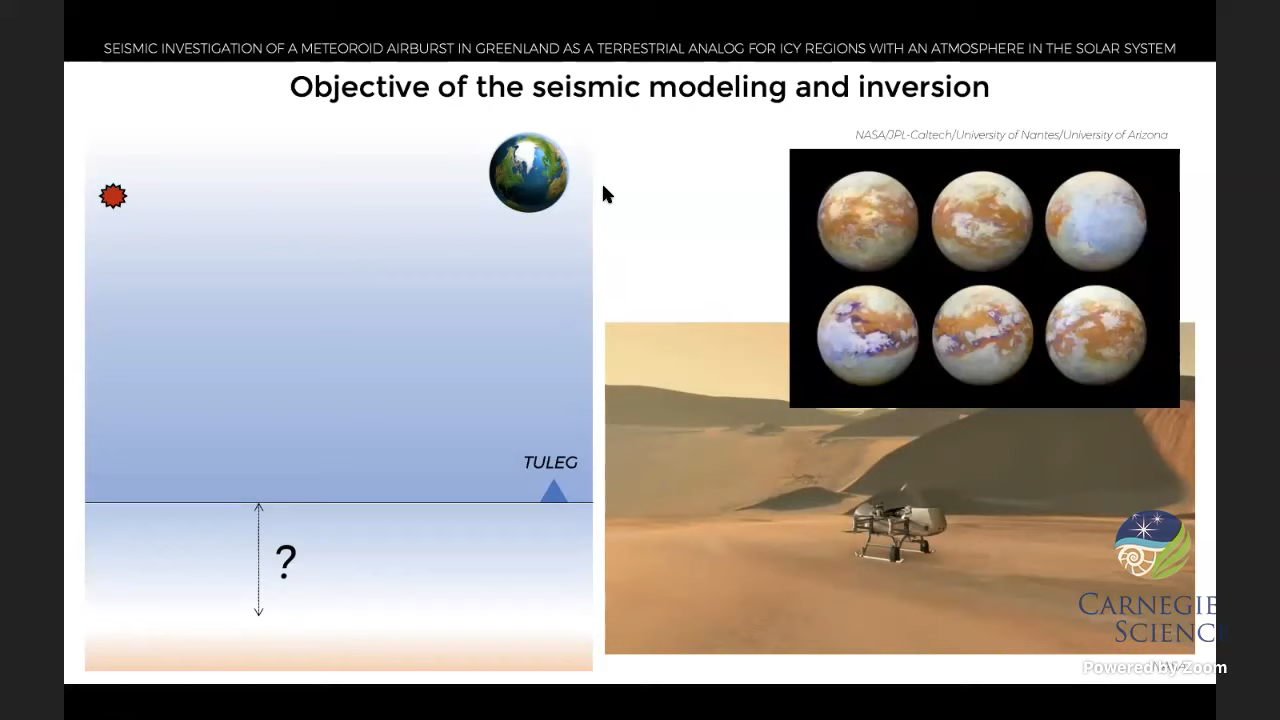 SEISMIC INVESTIGATION OF A METEOROID AIRBURST IN GREENLAND AS A TERRESTRIAL ANALOG FOR ICY REGIONS WITH AN ATMOSPHERE IN THE SOLAR SYSTEM
Objective of the seismic modeling and inversion
NASA/JPL-Caltech/University of Nantes/University of Arizona
TULEG
?
CARNEGIE
SCIENCE
NASA
Powered by Zoom